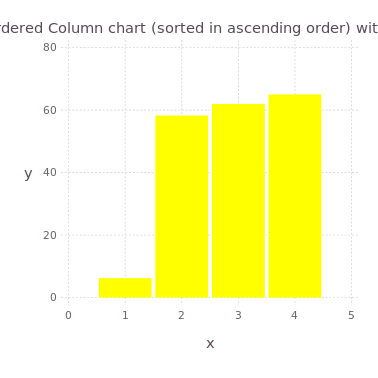 rdered Column chart (sorted in ascending order) wit
80
60
y
40
20
0
0 1 2 3 4 5
x